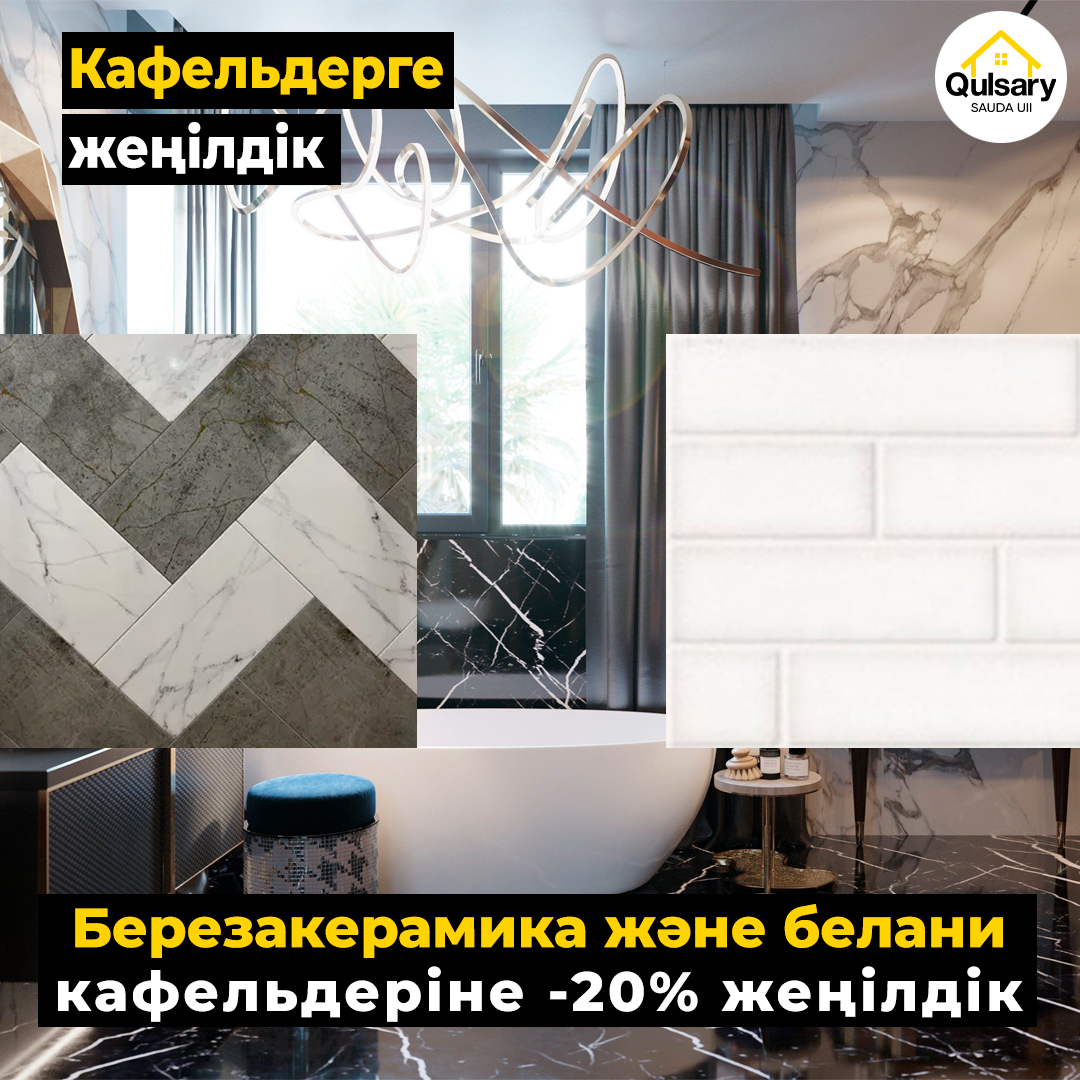 Кафельдерге
жеңілдік
Qulsary
SAUDA UII
Березакерамика және белани
кафельдеріне -20% жеңілдік